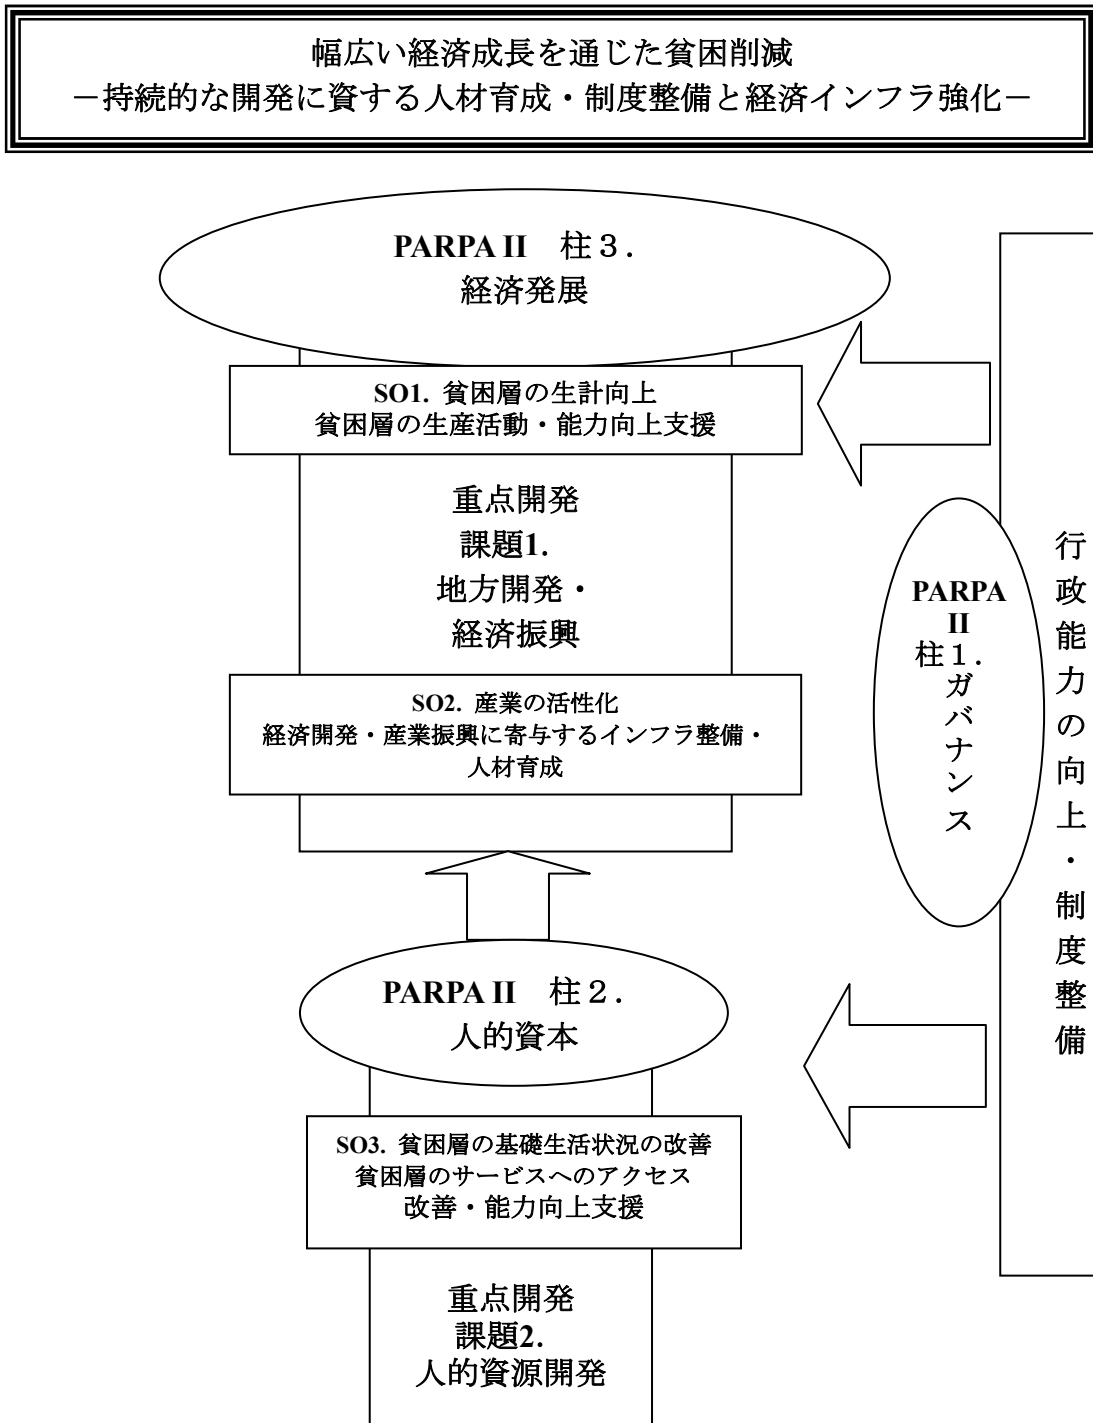 幅広い経済成長を通じた貧困削減
－持続的な開発に資する人材育成・制度整備と経済インフラ強化－
PARPA II　柱３．
経済発展
SO1. 貧困層の生計向上
貧困層の生産活動・能力向上支援
重点開発
課題1.
地方開発・
経済振興
SO2. 産業の活性化
経済開発・産業振興に寄与するインフラ整備・
人材育成
PARPA
II
柱１．
ガバナンス
行政能力の向上・制度整備
PARPA II　柱２．
人的資本
SO3. 貧困層の基礎生活状況の改善
貧困層のサービスへのアクセス
改善・能力向上支援
重点開発
課題2.
人的資源開発